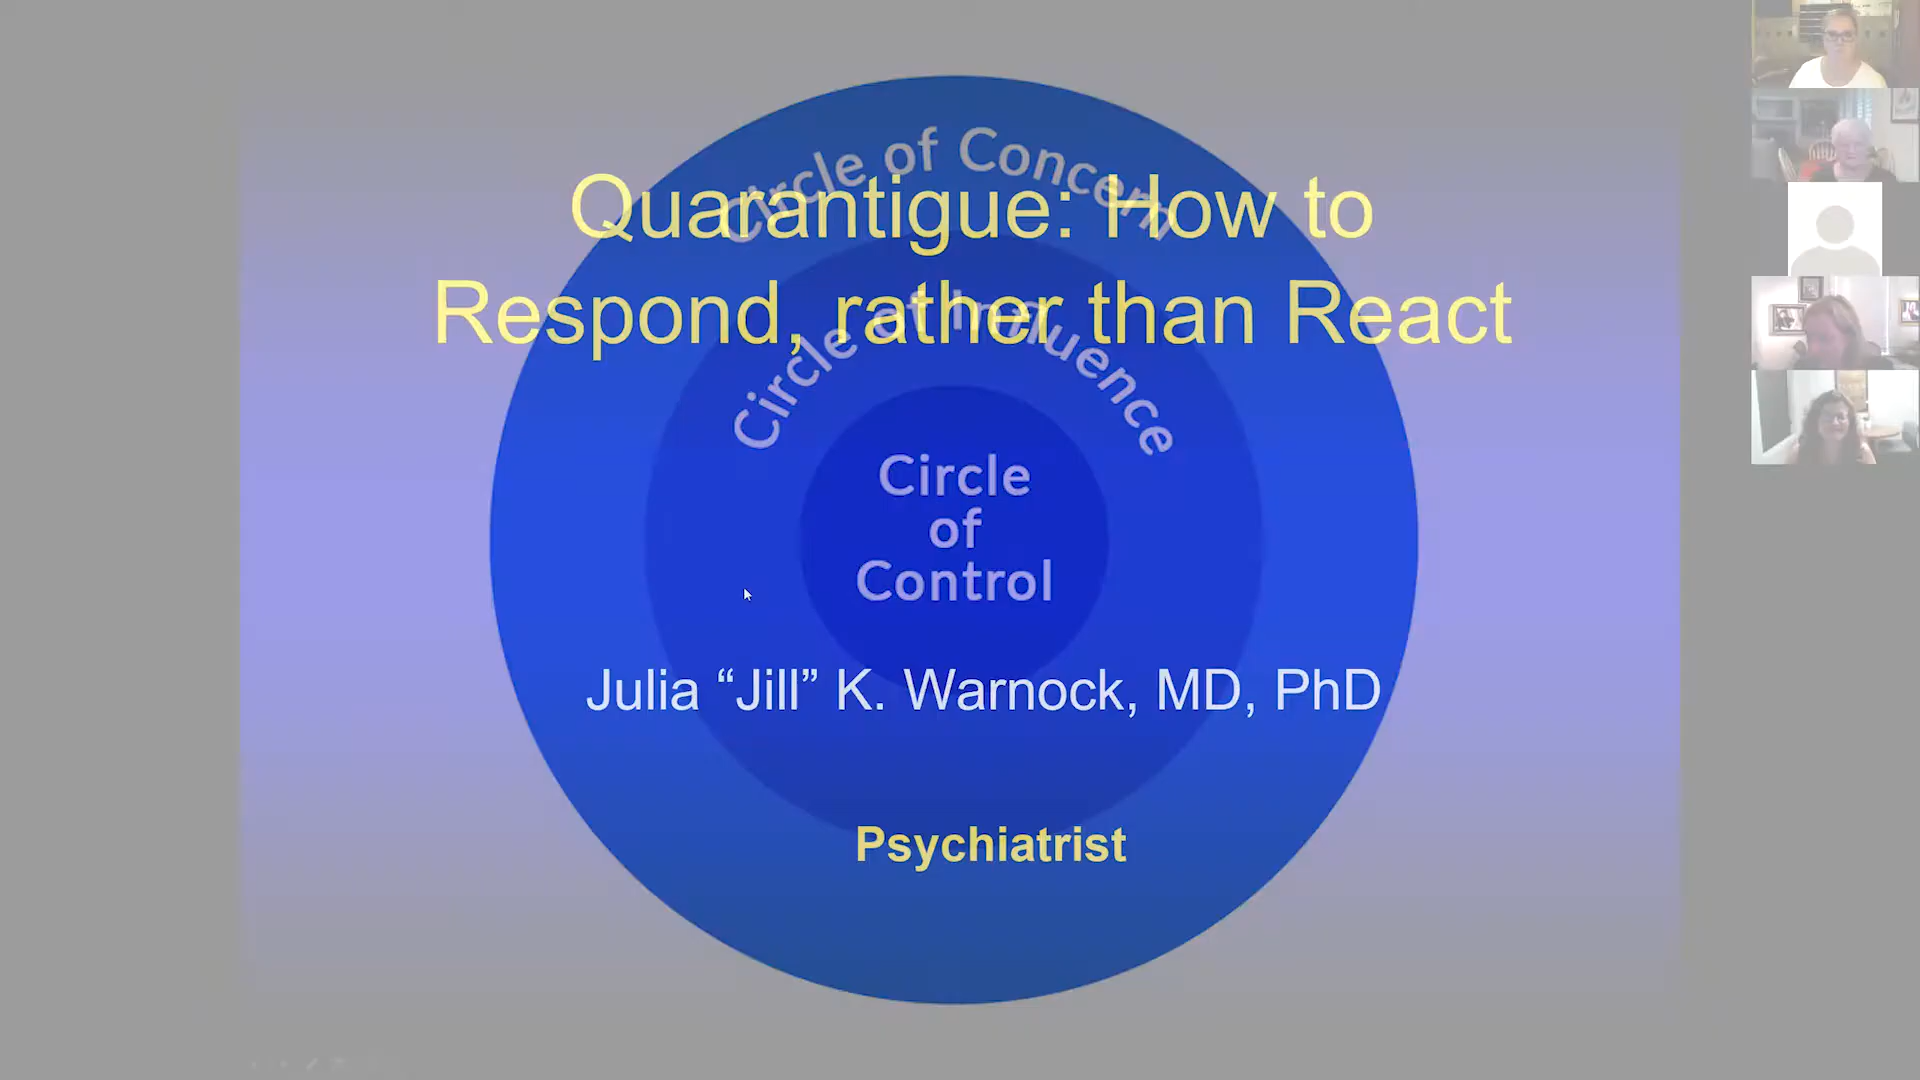 Circle of Concern
Quarantigue: How to
Respond, rather than React
Circle of Influence
Circle
of
Control
Julia “Jill” K. Warnock, MD, PhD
Psychiatrist